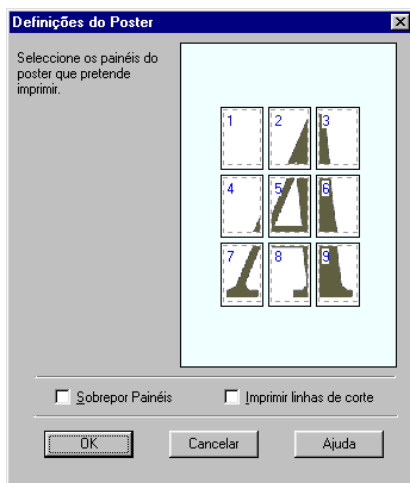 Definições do Poster
Seleccione os painéis do
poster que pretende
imprimir.
1 2 3
4 5 6
7 8 9
Sobrepor Painéis Imprimir linhas de corte
OK Cancelar Ajuda